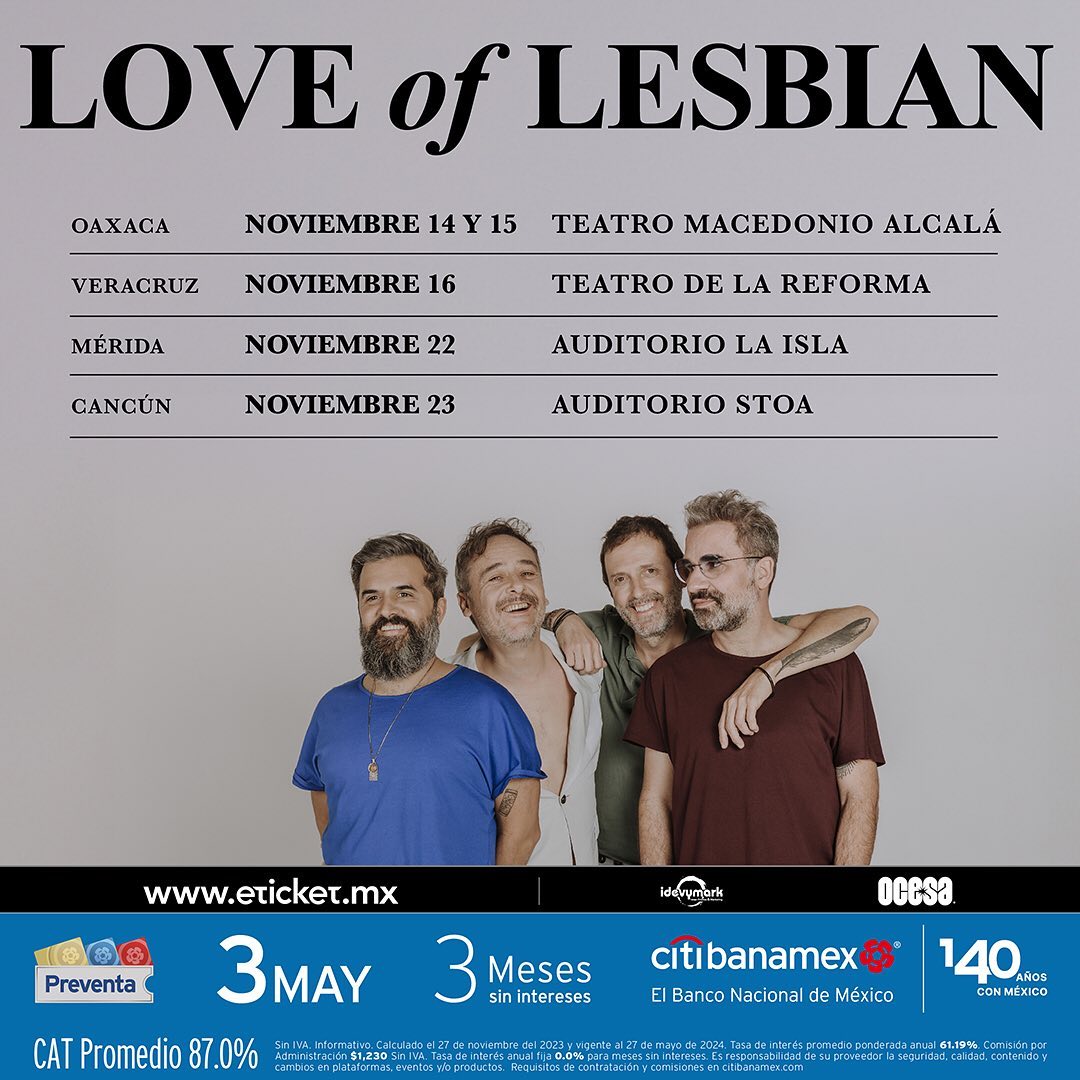 LOVE of LESBIAN
OAXACA NOVIEMBRE 14 Y 15 TEATRO MACEDONIO ALCALÁ
VERACRUZ NOVIEMBRE 16 TEATRO DE LA REFORMA
MÉRIDA NOVIEMBRE 22 AUDITORIO LA ISLA
CANCÚN NOVIEMBRE 23 AUDITORIO STOA
www.eticket.mx
idevymark
ocesa
Preventa
3 MAY
3 Meses
sin intereses
citibanamex
El Banco Nacional de México
140 AÑOS
CON MÉXICO
CAT Promedio 87.0%
Sin IVA. Informativo. Calculado el 27 de noviembre del 2023 y vigente al 27 de mayo de 2024. Tasa de interés promedio ponderada anual 61.19%. Comisión por
Administración $1,230 Sin IVA. Tasa de interés anual fija 0.0% para meses sin intereses. Es responsabilidad de su proveedor la seguridad, calidad, contenido y
cambios en plataformas, eventos y/o productos. Requisitos de contratación y comisiones en citibanamex.com